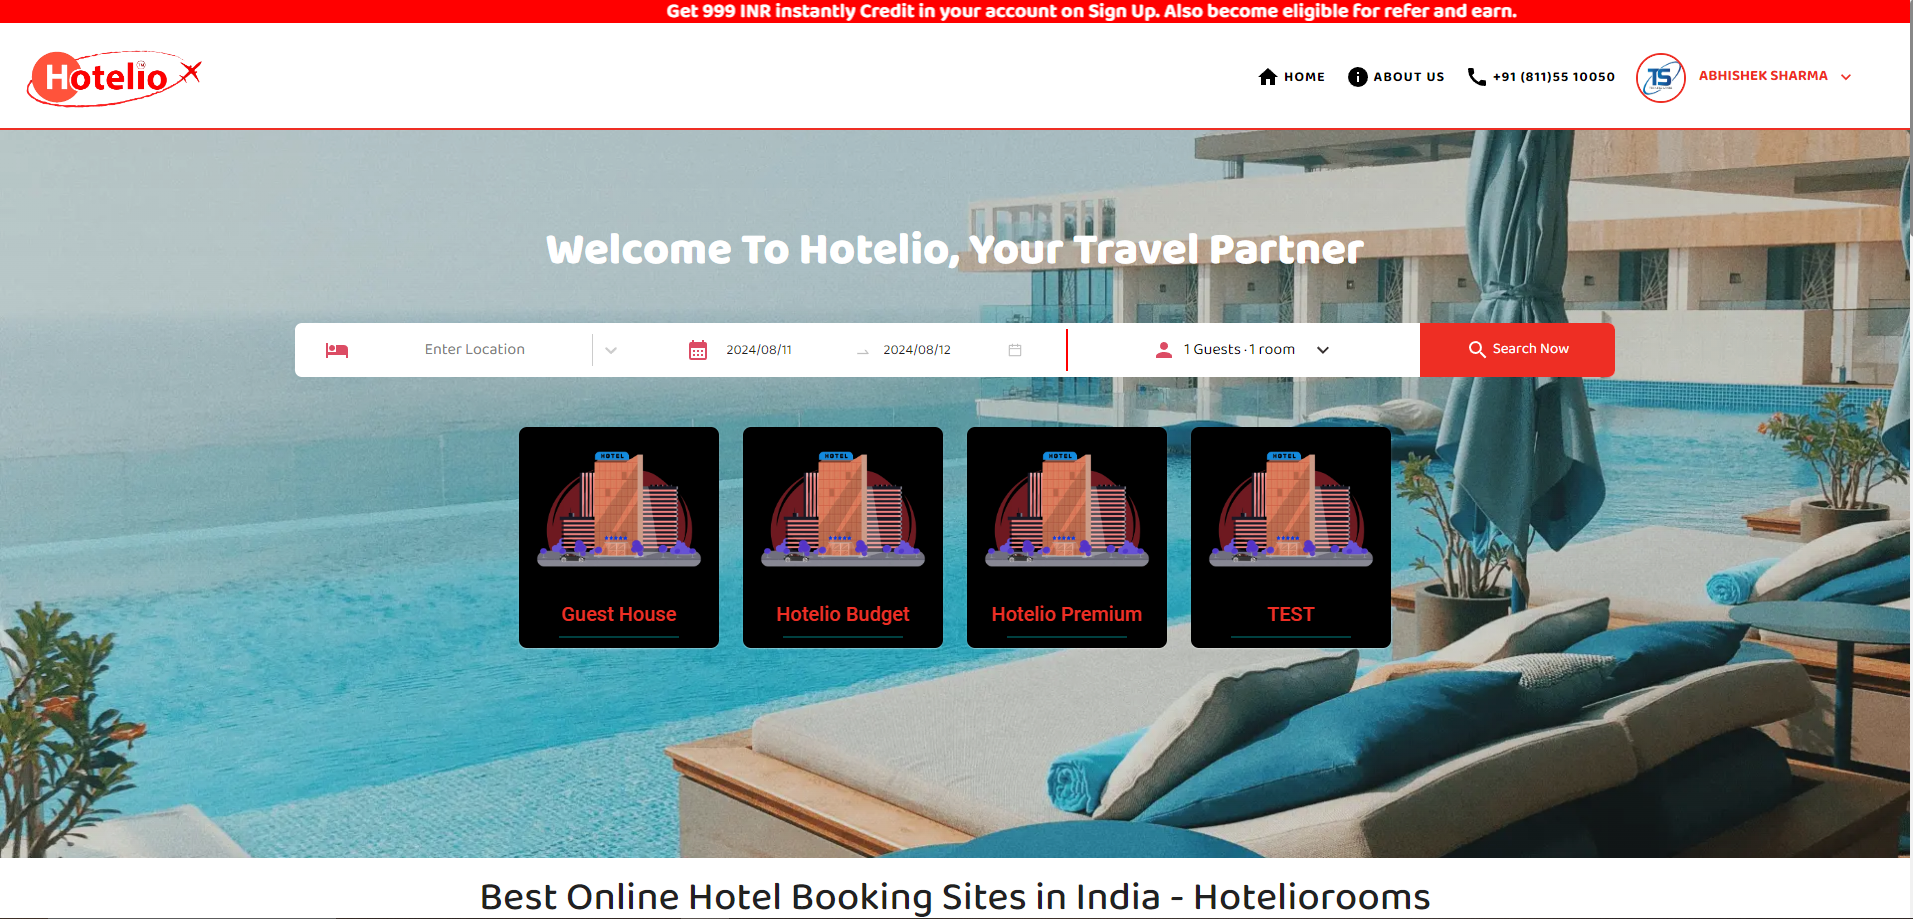 Get 999 INR instantly Credit in your account on Sign Up. Also become eligible for refer and earn.
Hotelio
HOME
ABOUT US
+91 (811)55 10050
TS
ABHISHEK SHARMA
Welcome To Hotelio, Your Travel Partner
Enter Location
2024/08/11
2024/08/12
1 Guests · 1 room
Search Now
HOTEL
HOTEL
HOTEL
HOTEL
Guest House
Hotelio Budget
Hotelio Premium
TEST
Best Online Hotel Booking Sites in India - Hoteliorooms